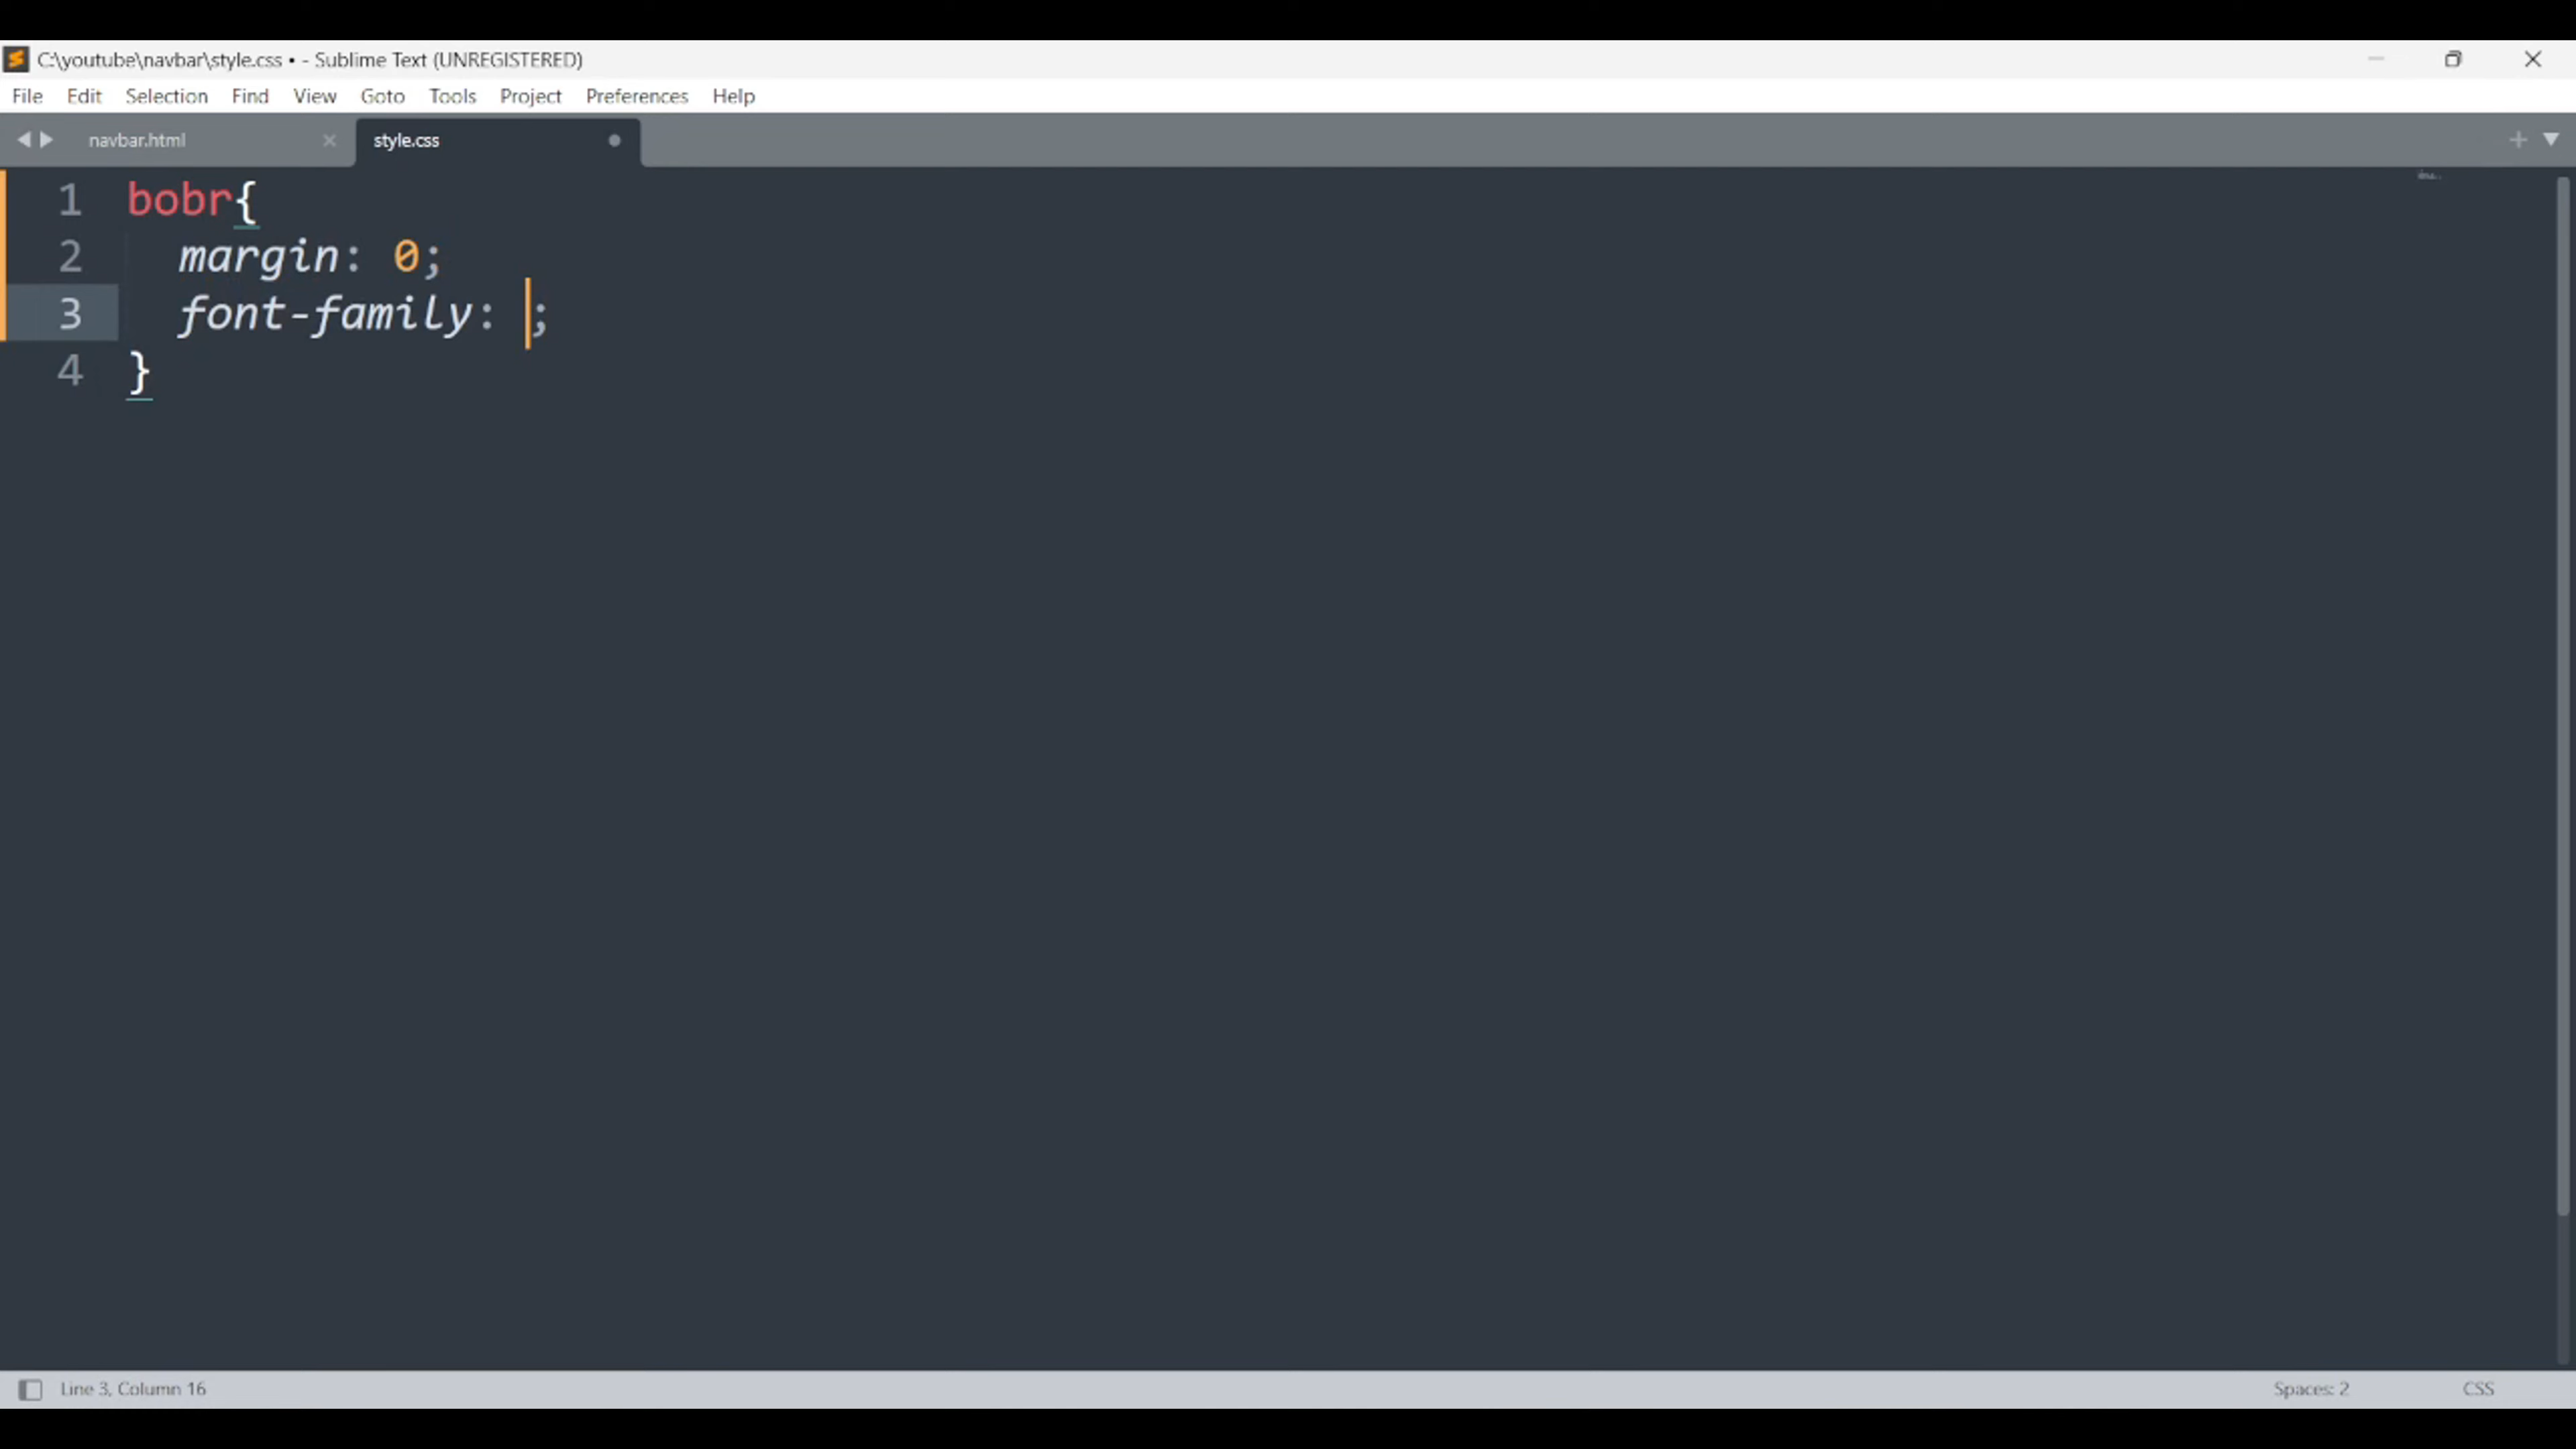 C:\youtube\navbar\style.css • - Sublime Text (UNREGISTERED)
File Edit Selection Find View Goto Tools Project Preferences Help
navbar.html style.css
1 bobr{
2 margin: 0;
3 font-family: ;
4 }
Line 3, Column 16 Spaces: 2 CSS